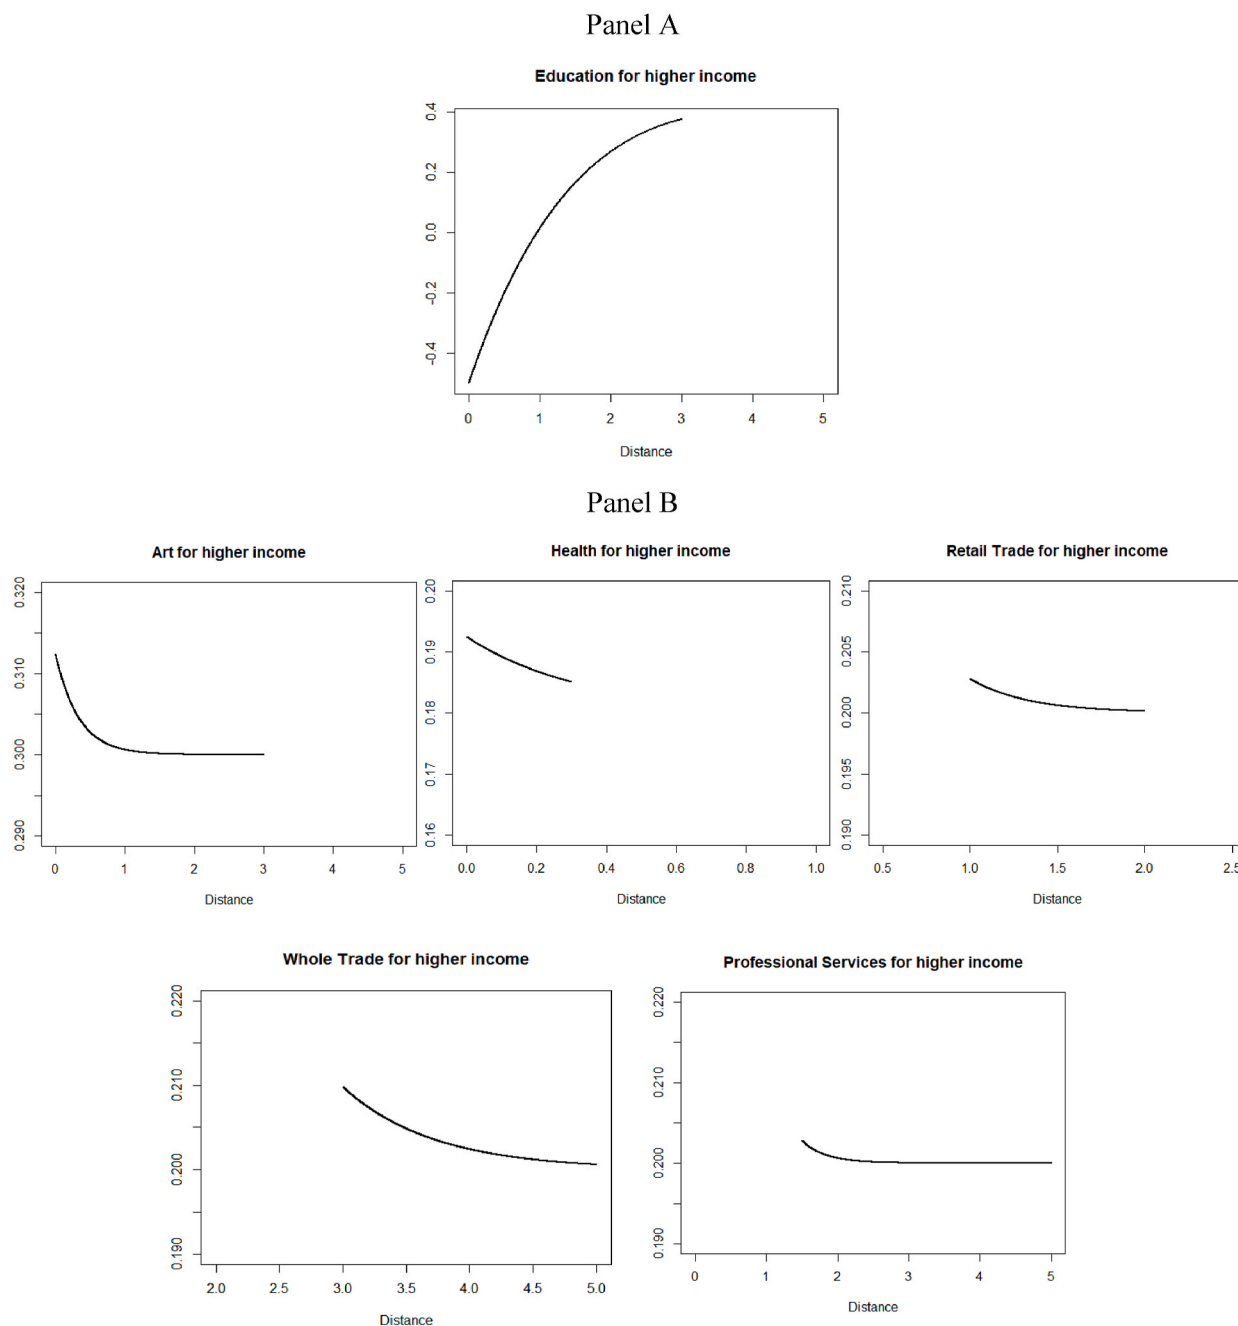 Panel A
Education for higher income
0.4
0.2
0.0
-0.2
-0.4
0 1 2 3 4 5
Distance
Panel B
Art for higher income
0.320
0.310
0.300
0.290
0 1 2 3 4 5
Distance
Health for higher income
0.20
0.19
0.18
0.17
0.16
0.0 0.2 0.4 0.6 0.8 1.0
Distance
Retail Trade for higher income
0.210
0.205
0.200
0.195
0.190
0.5 1.0 1.5 2.0 2.5
Distance
Whole Trade for higher income
0.220
0.210
0.200
0.190
2.0 2.5 3.0 3.5 4.0 4.5 5.0
Distance
Professional Services for higher income
0.220
0.210
0.200
0.190
0 1 2 3 4 5
Distance